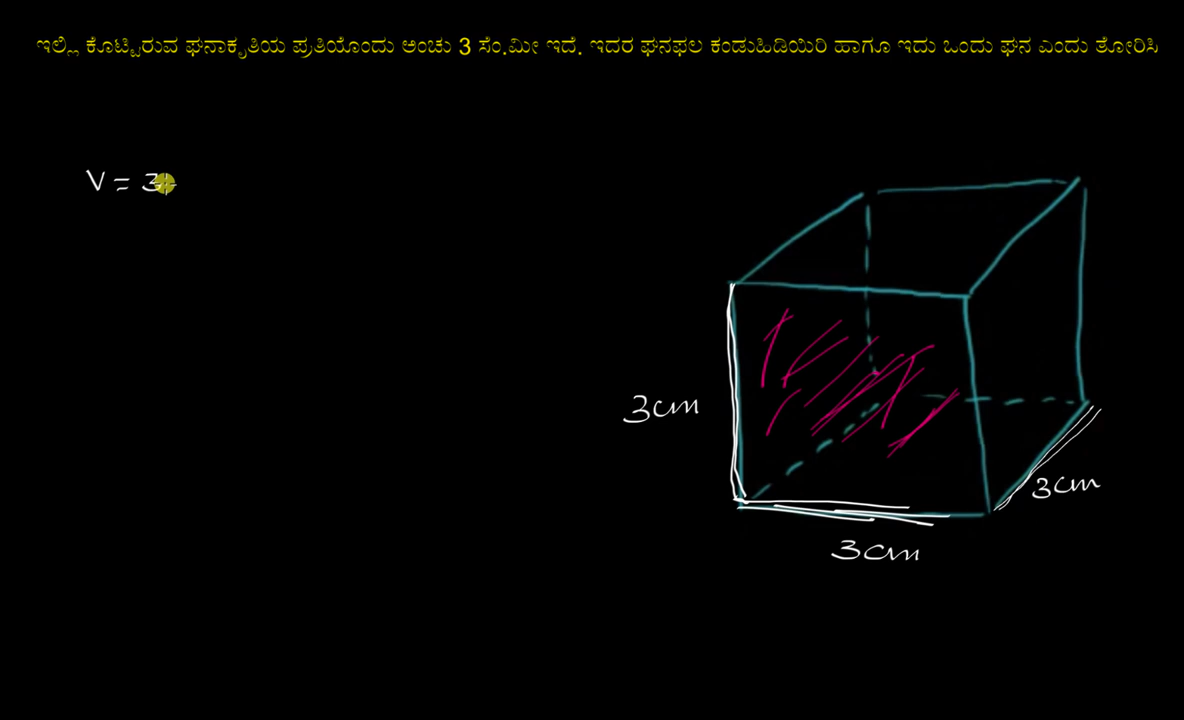 ಇಲ್ಲಿ ಕೊಟ್ಟಿರುವ ಘನಾಕೃತಿಯ ಪ್ರತಿಯೊಂದು ಅಂಚು 3 ಸೆಂ.ಮೀ ಇದೆ. ಇದರ ಘನಫಲ ಕಂಡುಹಿಡಿಯಿರಿ ಹಾಗೂ ಇದು ಒಂದು ಘನ ಎಂದು ತೋರಿಸಿ
V = 3
3cm
3cm
3cm